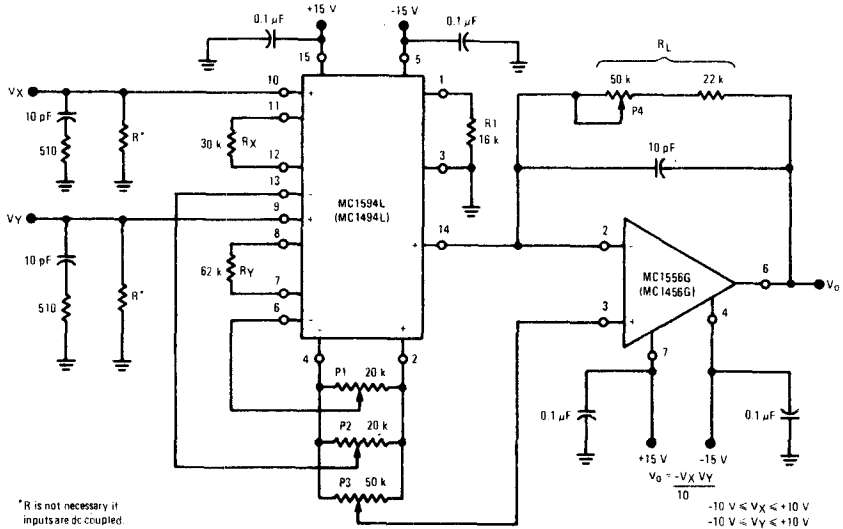 +15 V
-15 V
0.1 µF
0.1 µF
15
5
VX
10
+
1
RL
50 k
22 k
P4
11
10 pF
R*
30 k
RX
R1
16 k
510
12
3
10 pF
13
-
MC1594L
(MC1494L)
VY
9
+
8
+
14
2
-
10 pF
R*
62 k
RY
MC1556G
(MC1456G)
6
Vo
510
7
3
+
4
6
-
-
+
4
2
7
P1
20 k
P2
20 k
0.1 µF
0.1 µF
P3
50 k
+15 V
-15 V
Vo = -VX VY
10
*R is not necessary if
inputs are dc coupled.
-10 V ≤ VX ≤ +10 V
-10 V ≤ VY ≤ +10 V